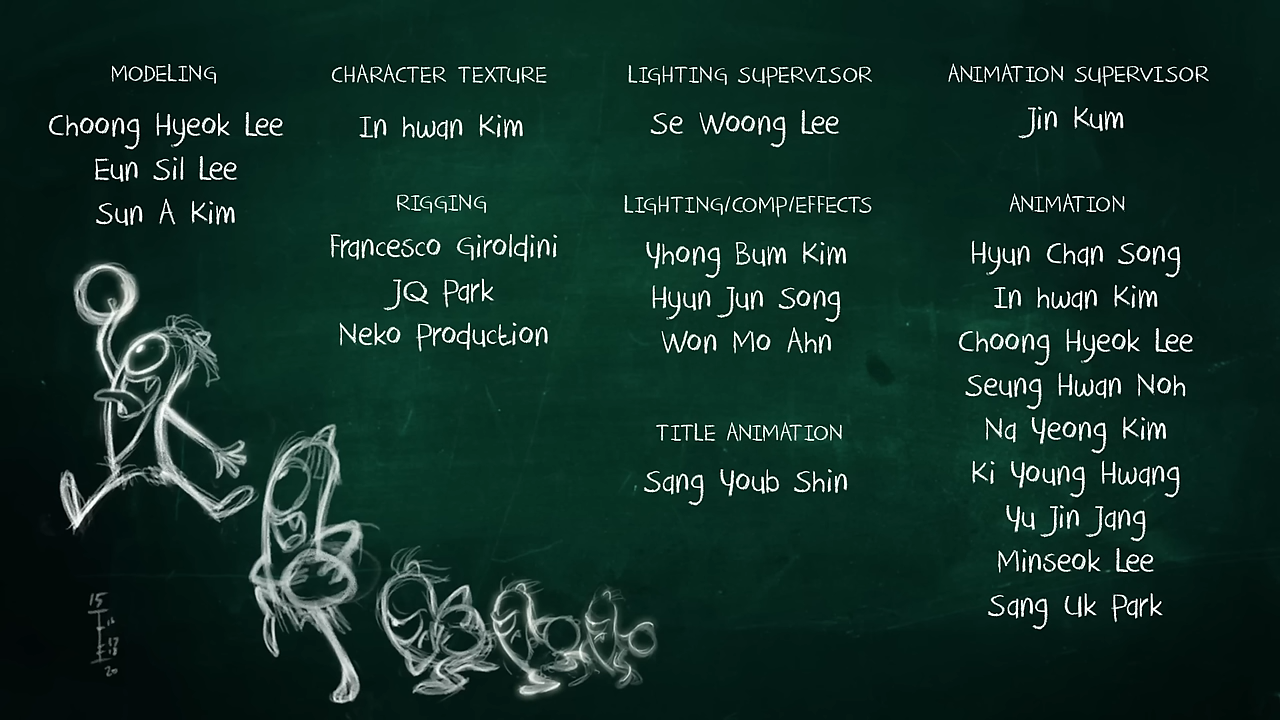 MODELING
Choong Hyeok Lee
Eun Sil Lee
Sun A Kim
CHARACTER TEXTURE
In hwan Kim
RIGGING
Francesco Giroldini
JQ Park
Neko Production
LIGHTING SUPERVISOR
Se Woong Lee
LIGHTING/COMP/EFFECTS
Yhong Bum Kim
Hyun Jun Song
Won Mo Ahn
TITLE ANIMATION
Sang Youb Shin
ANIMATION SUPERVISOR
Jin Kum
ANIMATION
Hyun Chan Song
In hwan Kim
Choong Hyeok Lee
Seung Hwan Noh
Na Yeong Kim
Ki Young Hwang
Yu Jin Jang
Minseok Lee
Sang Uk Park
15
20